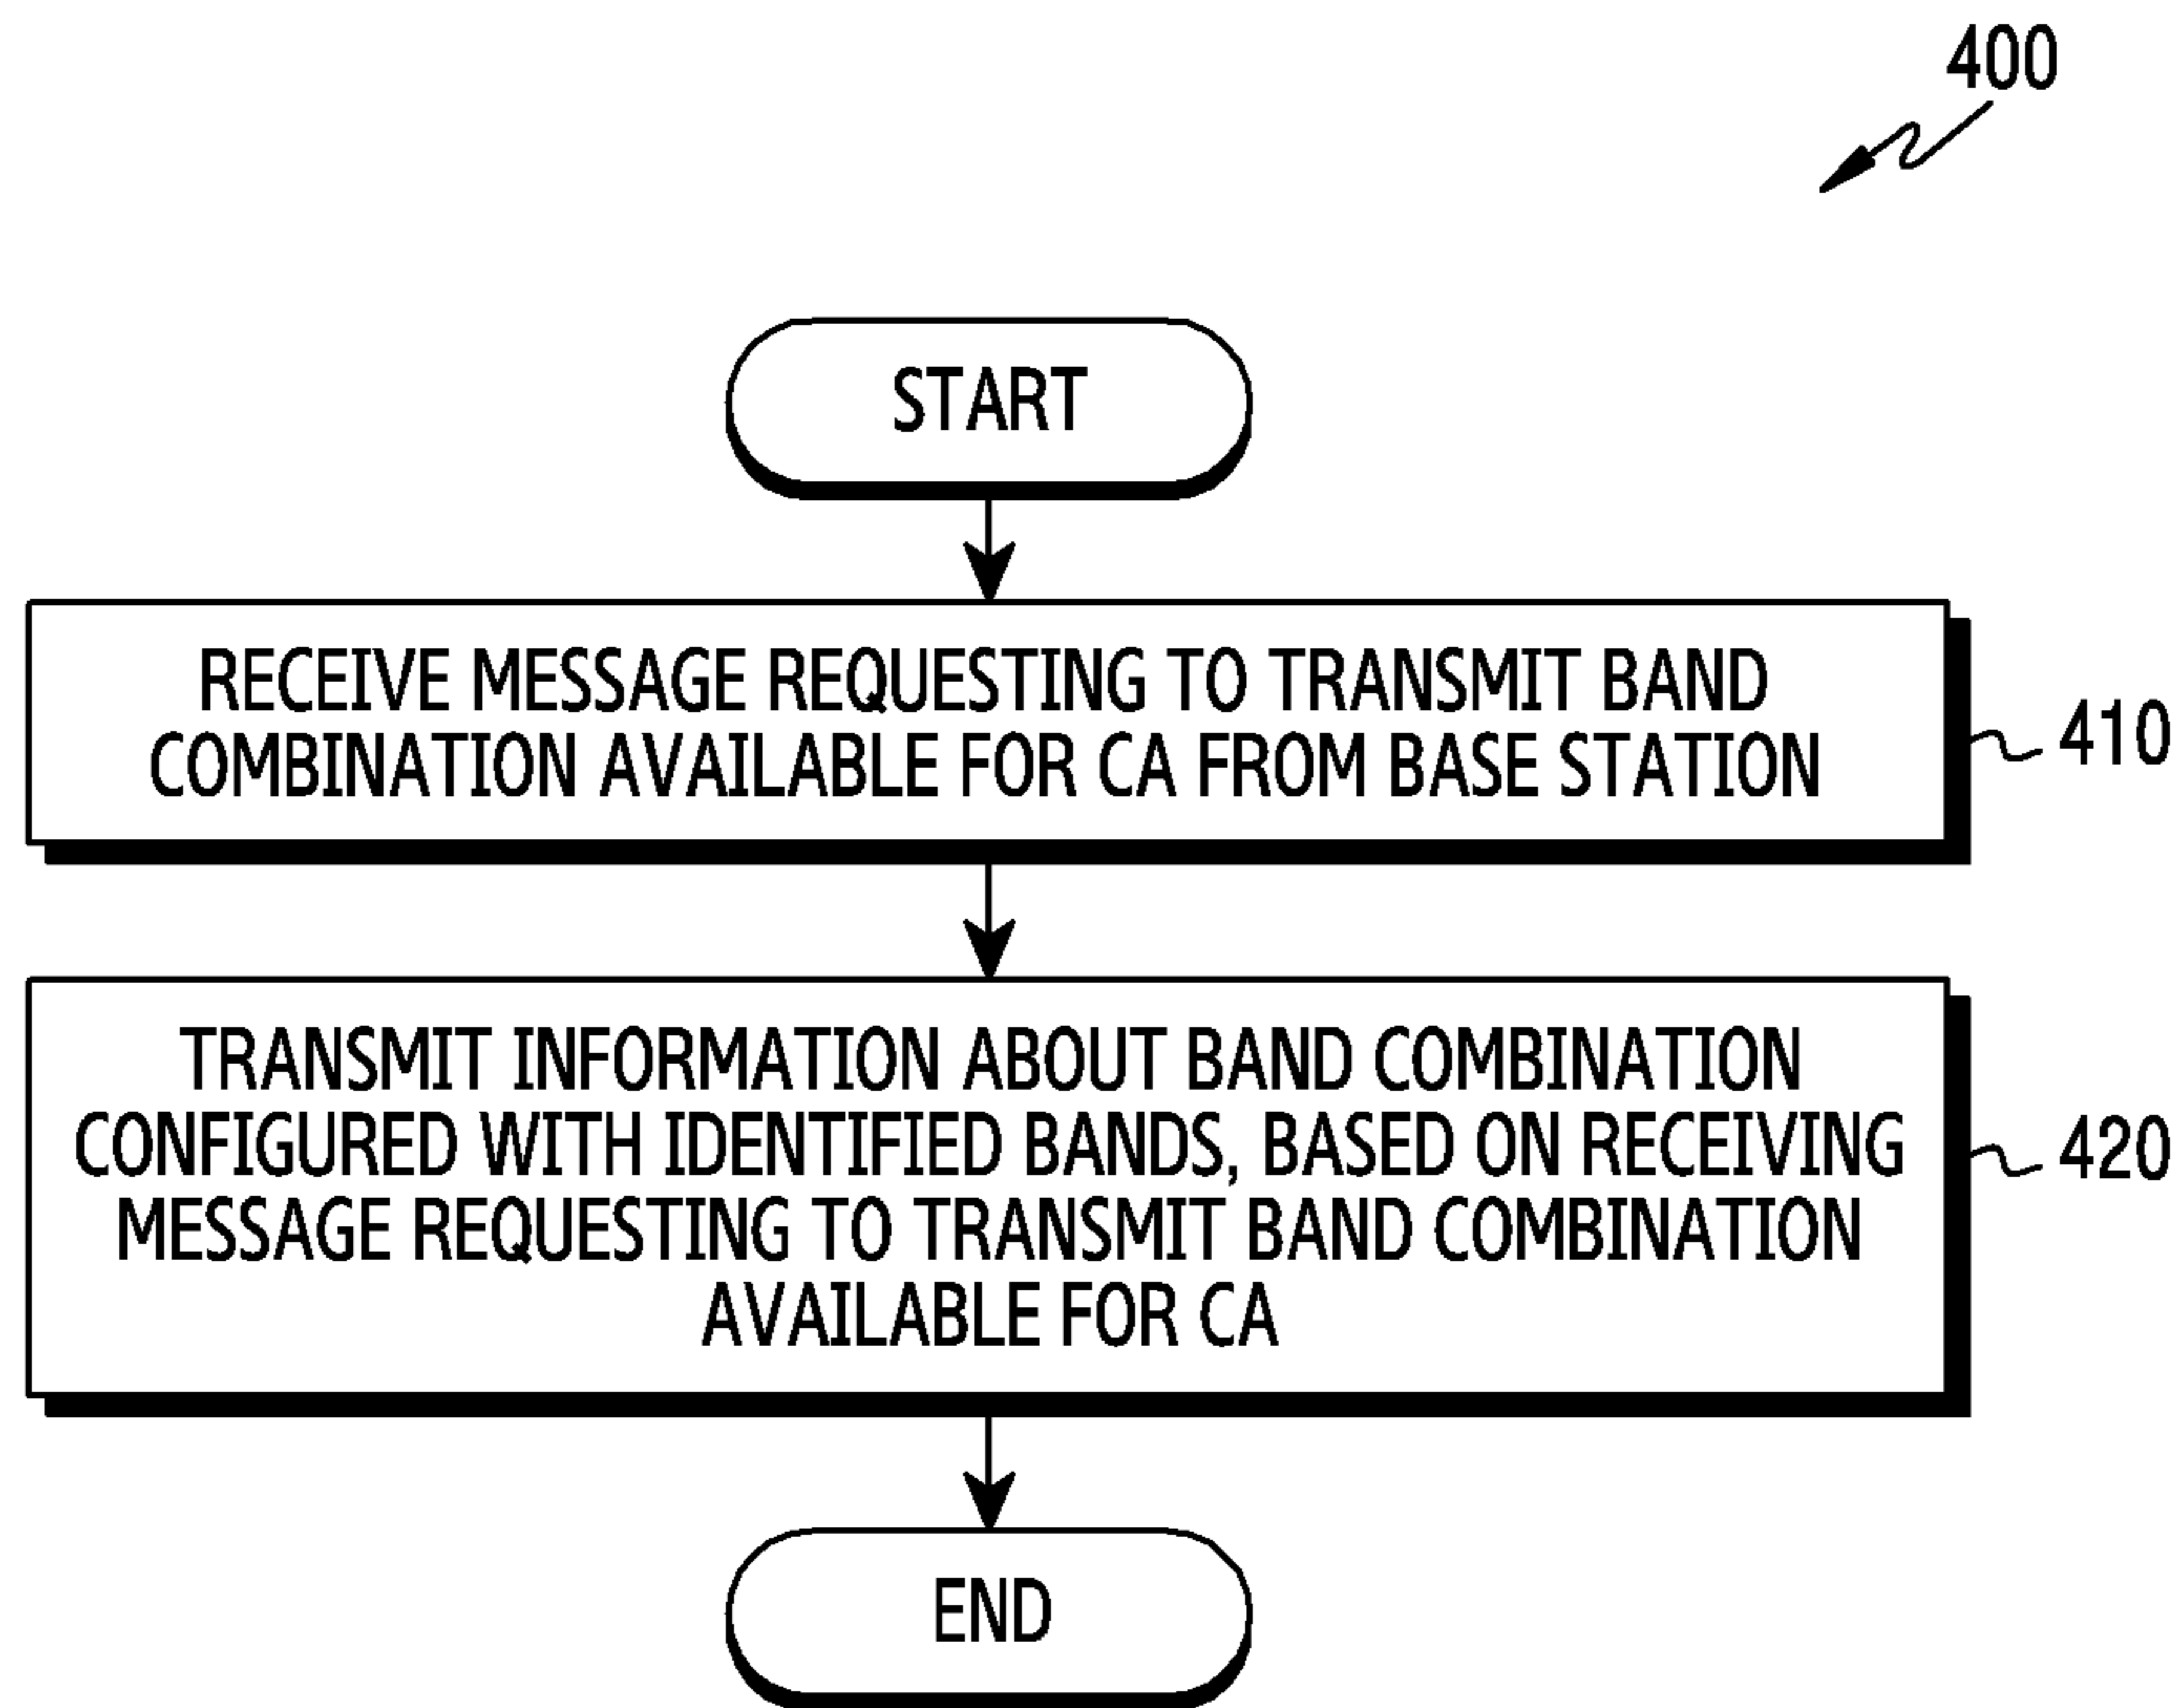 400
START
RECEIVE MESSAGE REQUESTING TO TRANSMIT BAND
COMBINATION AVAILABLE FOR CA FROM BASE STATION
410
TRANSMIT INFORMATION ABOUT BAND COMBINATION
CONFIGURED WITH IDENTIFIED BANDS, BASED ON RECEIVING
MESSAGE REQUESTING TO TRANSMIT BAND COMBINATION
AVAILABLE FOR CA
420
END